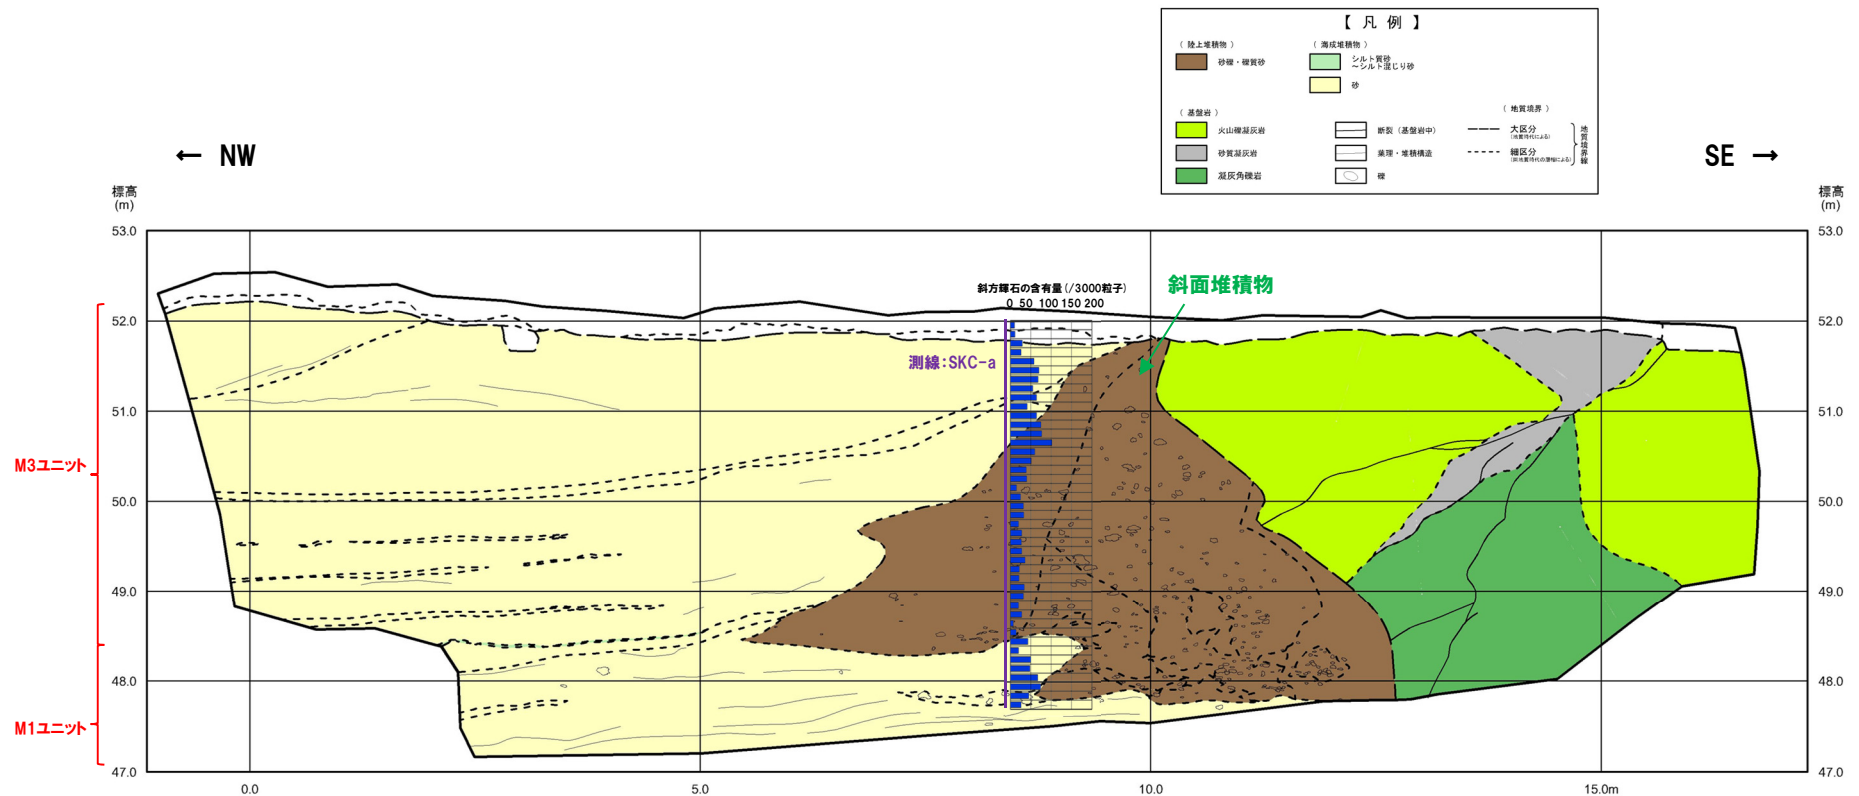 【 凡 例 】
( 陸上堆積物 )
砂礫・礫質砂
( 海成堆積物 )
シルト質砂
～シルト混じり砂
砂
( 基盤岩 )
火山礫凝灰岩
砂質凝灰岩
凝灰角礫岩
断裂 (基盤岩中)
葉理・堆積構造
礫
( 地質境界 )
大区分
(地質時代による)
細区分
地質境界線
← NW
SE →
標高
(m)
標高
(m)
53.0
52.0
51.0
50.0
49.0
48.0
47.0
53.0
52.0
51.0
50.0
49.0
48.0
47.0
斜方輝石の含有量(/3000粒子)
0 50 100 150 200
斜面堆積物
測線:SKC-a
M3ユニット
M1ユニット
0.0
5.0
10.0
15.0m